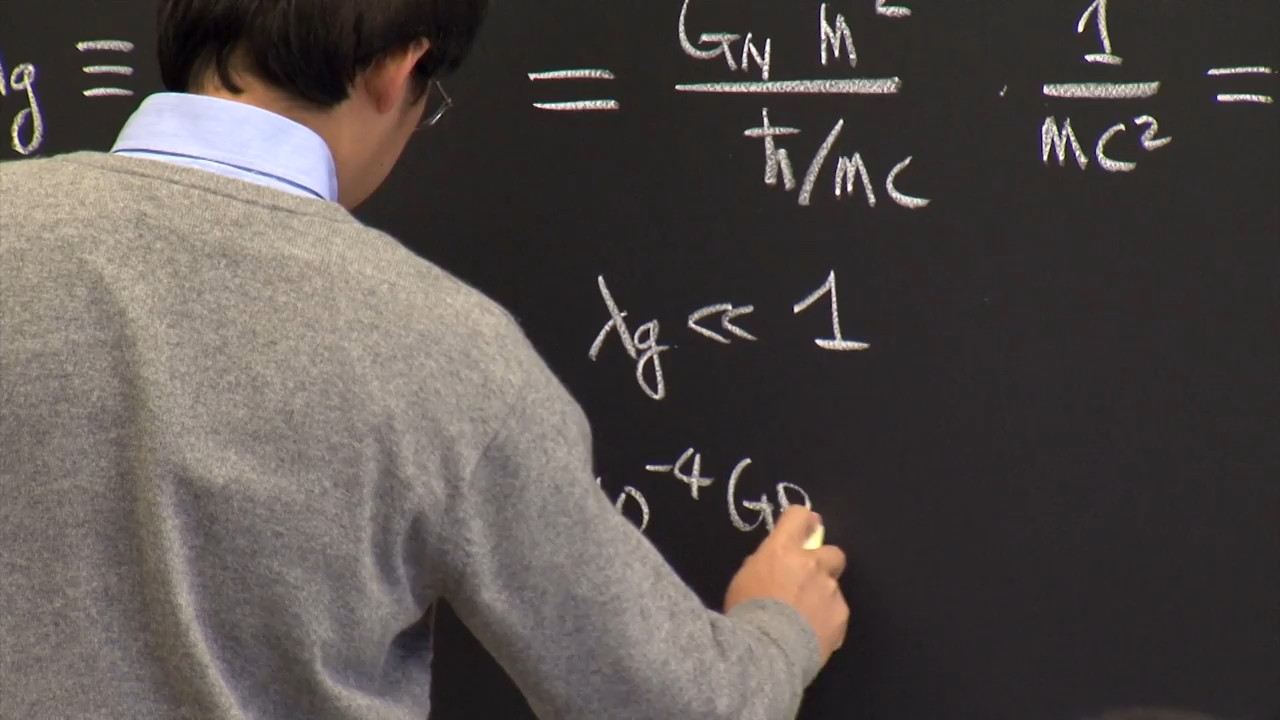 λg ≡ = G_N m² / (ħ/mc) · 1 / (mc²) =
λg ≪ 1
10⁻⁴ Ge